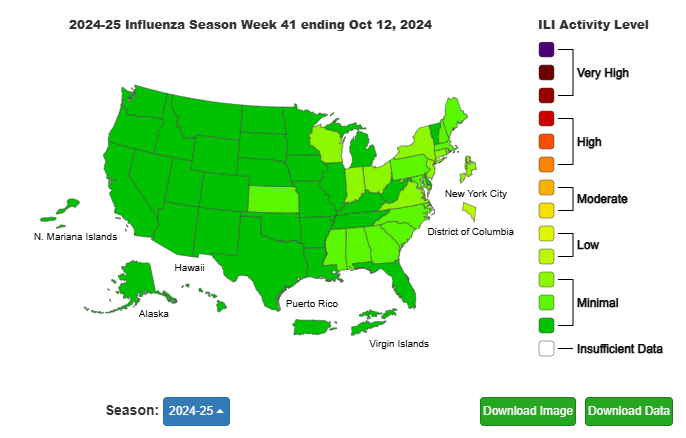 2024-25 Influenza Season Week 41 ending Oct 12, 2024
ILI Activity Level
Very High
High
Moderate
Low
Minimal
Insufficient Data
New York City
District of Columbia
N. Mariana Islands
Hawaii
Alaska
Puerto Rico
Virgin Islands
Season: 2024-25
Download Image
Download Data